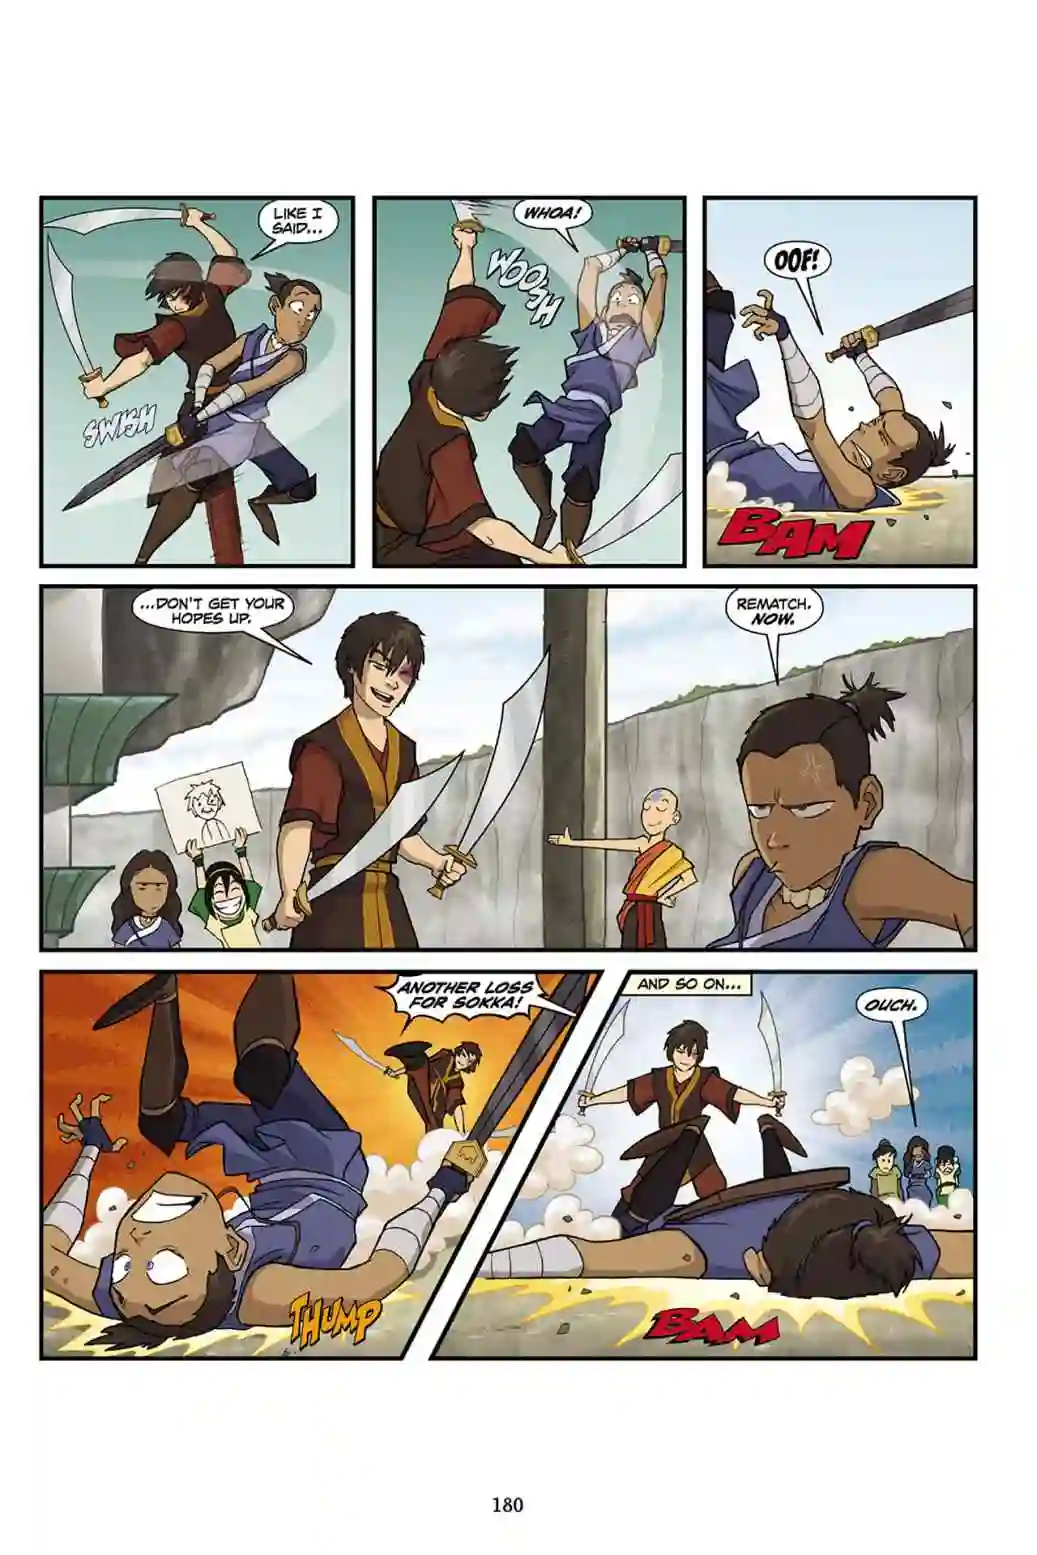 LIKE I
SAID...
SWISH
WHOA!
WOOSH
OOF!
BAM
...DON'T GET YOUR
HOPES UP.
REMATCH.
NOW.
ANOTHER LOSS
FOR SOKKA!
THUMP
AND SO ON...
OUCH.
BAM
180